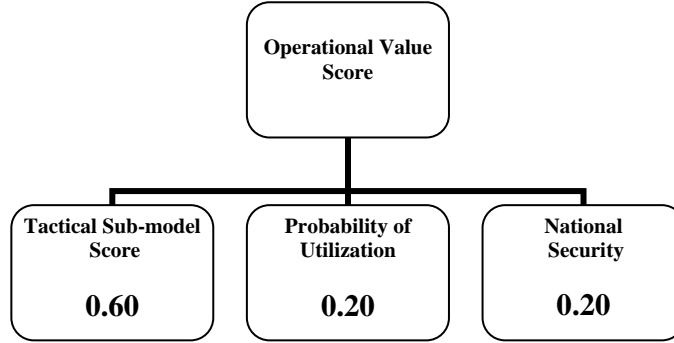 Operational Value
Score
Tactical Sub-model
Score
0.60
Probability of
Utilization
0.20
National
Security
0.20